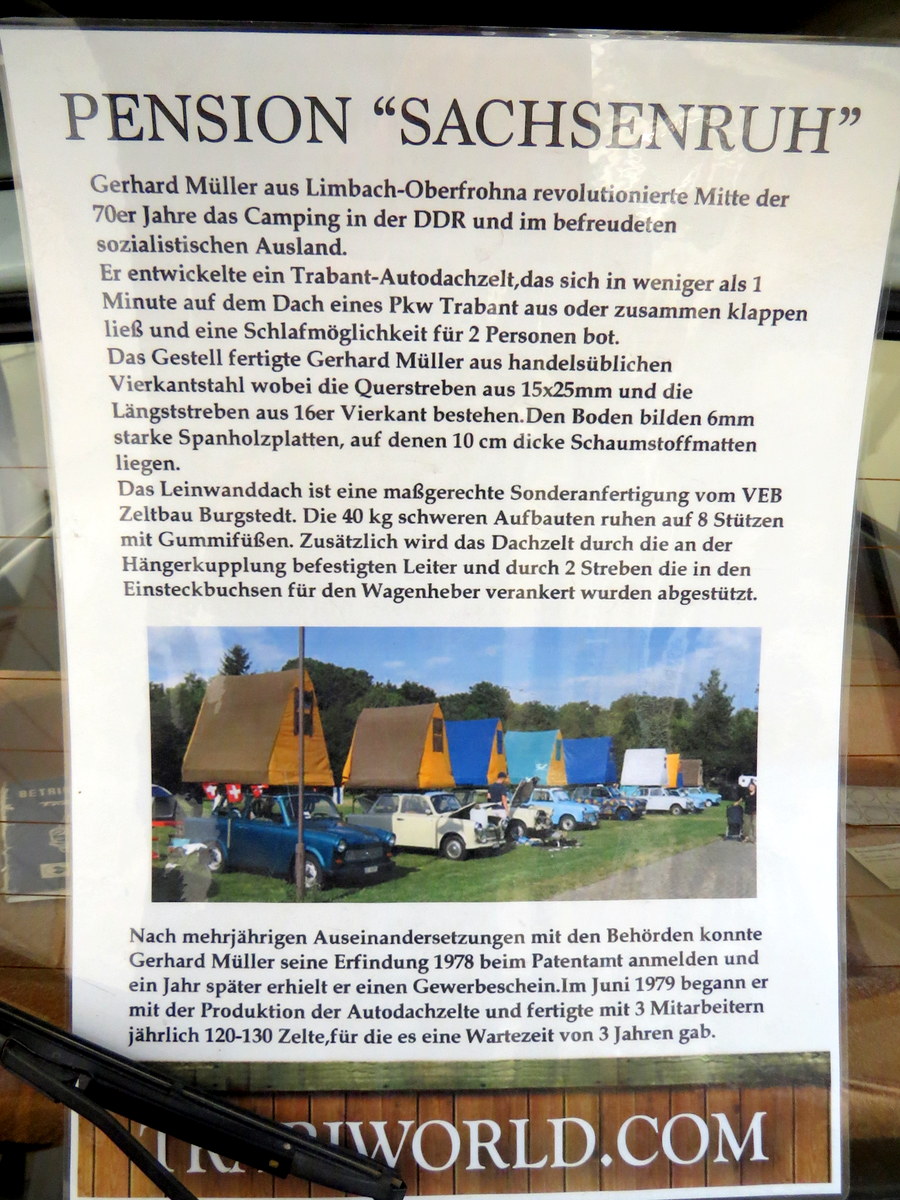 PENSION “SACHSENRUH”
Gerhard Müller aus Limbach-Oberfrohna revolutionierte Mitte der
70er Jahre das Camping in der DDR und im befreudeten
sozialistischen Ausland.
Er entwickelte ein Trabant-Autodachzelt,das sich in weniger als 1
Minute auf dem Dach eines Pkw Trabant aus oder zusammen klappen
ließ und eine Schlafmöglichkeit für 2 Personen bot.
Das Gestell fertigte Gerhard Müller aus handelsüblichen
Vierkantstahl wobei die Querstreben aus 15x25mm und die
Längststreben aus 16er Vierkant bestehen.Den Boden bilden 6mm
starke Spanholzplatten, auf denen 10 cm dicke Schaumstoffmatten
liegen.
Das Leinwanddach ist eine maßgerechte Sonderanfertigung vom VEB
Zeltbau Burgstedt. Die 40 kg schweren Aufbauten ruhen auf 8 Stützen
mit Gummifüßen. Zusätzlich wird das Dachzelt durch die an der
Hängerkupplung befestigten Leiter und durch 2 Streben die in den
Einsteckbuchsen für den Wagenheber verankert wurden abgestützt.
Nach mehrjährigen Auseinandersetzungen mit den Behörden konnte
Gerhard Müller seine Erfindung 1978 beim Patentamt anmelden und
ein Jahr später erhielt er einen Gewerbeschein.Im Juni 1979 begann er
mit der Produktion der Autodachzelte und fertigte mit 3 Mitarbeitern
jährlich 120-130 Zelte,für die es eine Wartezeit von 3 Jahren gab.
TRABIWORLD.COM